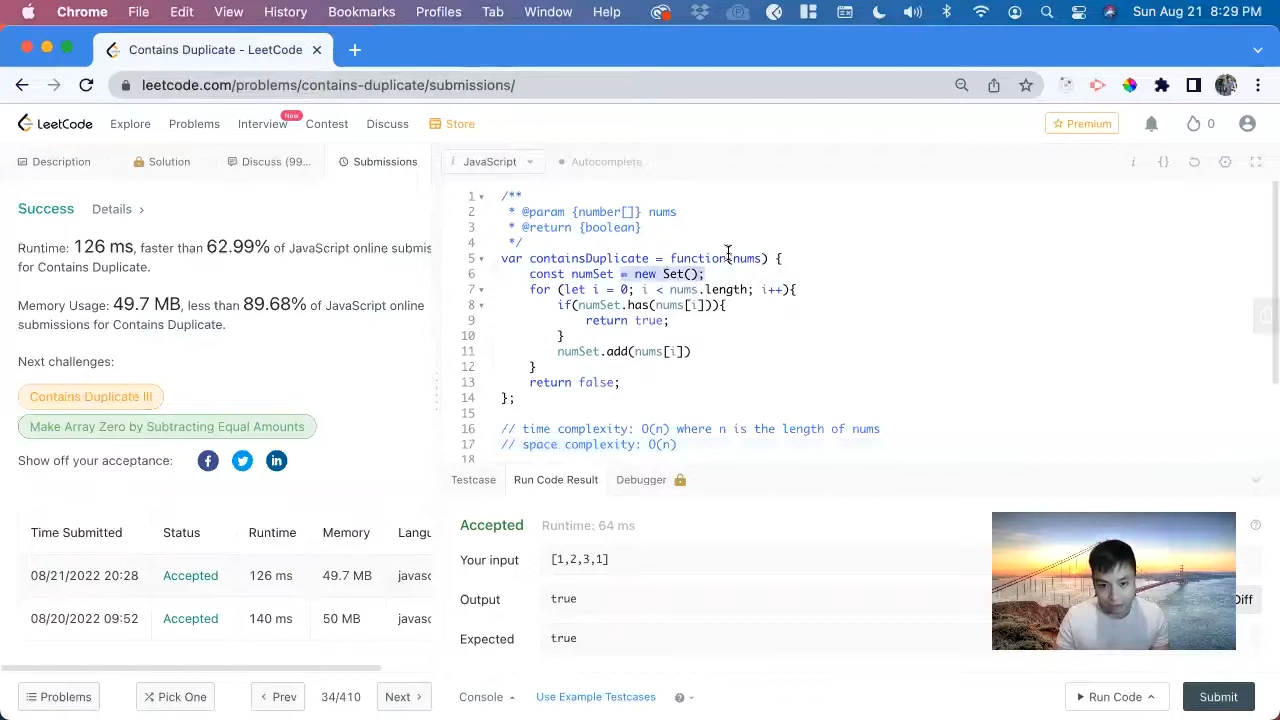 Chrome File Edit View History Bookmarks Profiles Tab Window Help Sun Aug 21 8:29 PM
Contains Duplicate - LeetCode
leetcode.com/problems/contains-duplicate/submissions/
LeetCode Explore Problems Interview New Contest Discuss Store Premium 0
Description Solution Discuss (99... Submissions
i JavaScript Autocomplete i {}
Success Details >
Runtime: 126 ms, faster than 62.99% of JavaScript online submis
for Contains Duplicate.
Memory Usage: 49.7 MB, less than 89.68% of JavaScript online
submissions for Contains Duplicate.
Next challenges:
Contains Duplicate III
Make Array Zero by Subtracting Equal Amounts
Show off your acceptance:
Time Submitted Status Runtime Memory Langu
08/21/2022 20:28 Accepted 126 ms 49.7 MB javasc
08/20/2022 09:52 Accepted 140 ms 50 MB javasc
Problems Pick One < Prev 34/410 Next >
1 /**
2 * @param {number[]} nums
3 * @return {boolean}
4 */
5 var containsDuplicate = function(nums) {
6 const numSet = new Set();
7 for (let i = 0; i < nums.length; i++){
8 if(numSet.has(nums[i])){
9 return true;
10 }
11 numSet.add(nums[i])
12 }
13 return false;
14 };
15
16 // time complexity: O(n) where n is the length of nums
17 // space complexity: O(n)
18
Testcase Run Code Result Debugger
Accepted Runtime: 64 ms
Your input [1,2,3,1]
Output true
Diff
Expected true
Console Use Example Testcases Run Code Submit